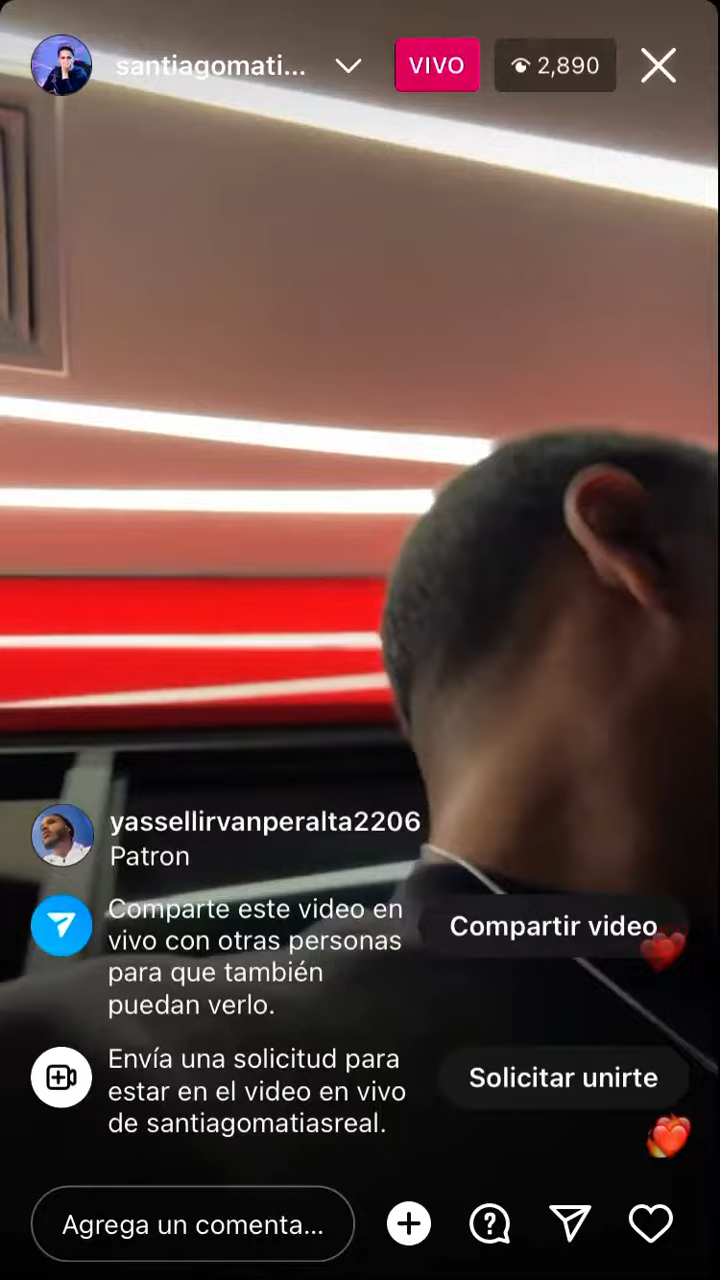 santiagomati...
VIVO
2,890
yassellirvanperalta2206
Patron
Comparte este video en
vivo con otras personas
para que también
puedan verlo.
Compartir video
Envía una solicitud para
estar en el video en vivo
de santiagomatiasreal.
Solicitar unirte
Agrega un comenta...